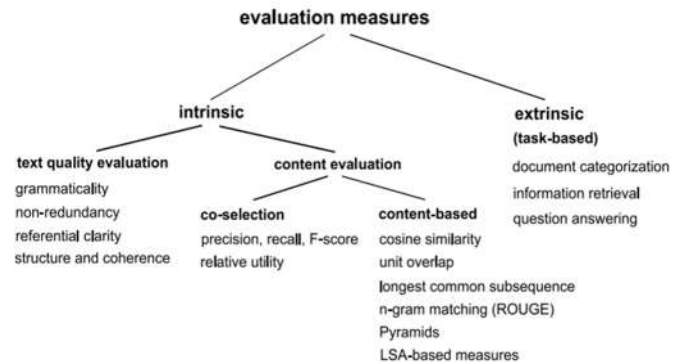 evaluation measures
intrinsic
extrinsic
(task-based)
text quality evaluation
grammaticality
non-redundancy
referential clarity
structure and coherence
content evaluation
co-selection
precision, recall, F-score
relative utility
content-based
cosine similarity
unit overlap
longest common subsequence
n-gram matching (ROUGE)
Pyramids
LSA-based measures
document categorization
information retrieval
question answering